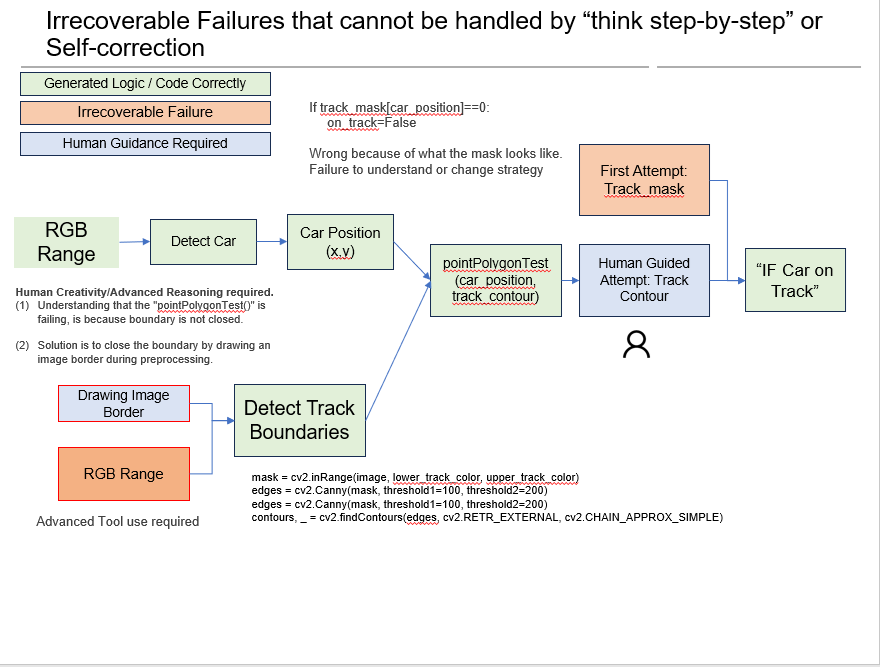 Irrecoverable Failures that cannot be handled by “think step-by-step” or
Self-correction
Generated Logic / Code Correctly
Irrecoverable Failure
Human Guidance Required
If track_mask[car_position]==0:
on_track=False
Wrong because of what the mask looks like.
Failure to understand or change strategy
First Attempt:
Track_mask
RGB
Range
Detect Car
Car Position
(x,y)
pointPolygonTest
(car_position,
track_contour)
Human Guided
Attempt: Track
Contour
“IF Car on
Track”
Human Creativity/Advanced Reasoning required.
(1) Understanding that the "pointPolygonTest()" is
failing, is because boundary is not closed.
(2) Solution is to close the boundary by drawing an
image border during preprocessing.
Drawing Image
Border
RGB Range
Detect Track
Boundaries
Advanced Tool use required
mask = cv2.inRange(image, lower_track_color, upper_track_color)
edges = cv2.Canny(mask, threshold1=100, threshold2=200)
edges = cv2.Canny(mask, threshold1=100, threshold2=200)
contours, _ = cv2.findContours(edges, cv2.RETR_EXTERNAL, cv2.CHAIN_APPROX_SIMPLE)